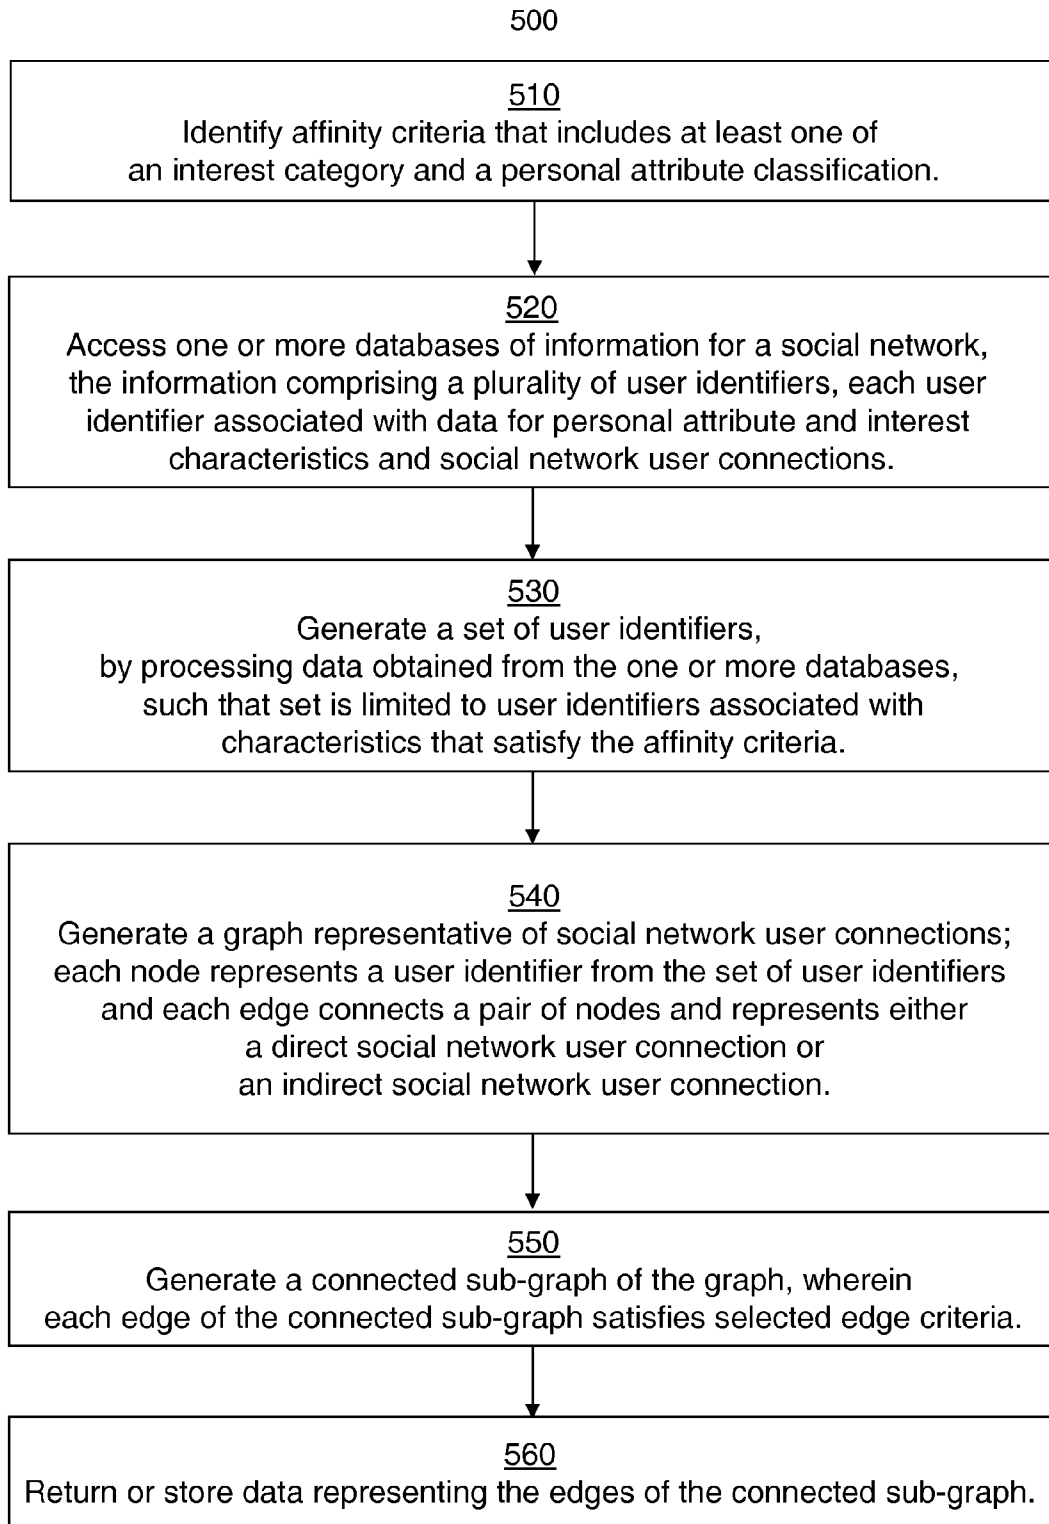 500
510
Identify affinity criteria that includes at least one of
an interest category and a personal attribute classification.
520
Access one or more databases of information for a social network,
the information comprising a plurality of user identifiers, each user
identifier associated with data for personal attribute and interest
characteristics and social network user connections.
530
Generate a set of user identifiers,
by processing data obtained from the one or more databases,
such that set is limited to user identifiers associated with
characteristics that satisfy the affinity criteria.
540
Generate a graph representative of social network user connections;
each node represents a user identifier from the set of user identifiers
and each edge connects a pair of nodes and represents either
a direct social network user connection or
an indirect social network user connection.
550
Generate a connected sub-graph of the graph, wherein
each edge of the connected sub-graph satisfies selected edge criteria.
560
Return or store data representing the edges of the connected sub-graph.